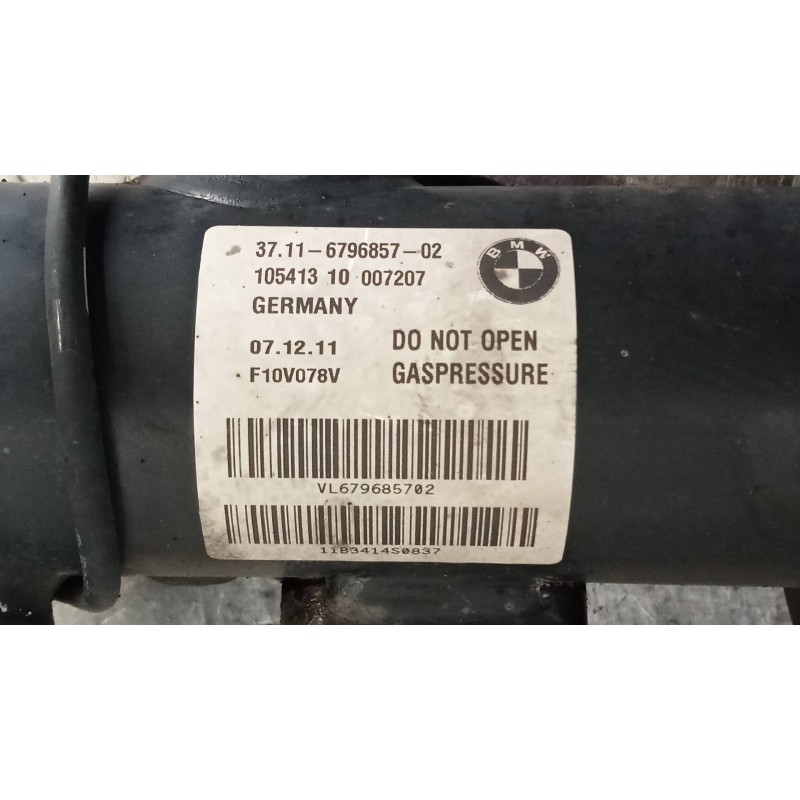 37.11-6796857-02
BMW
105413 10 007207
GERMANY
07.12.11
DO NOT OPEN
F10V078V
GASPRESSURE
VL679685702
11B3414S0837